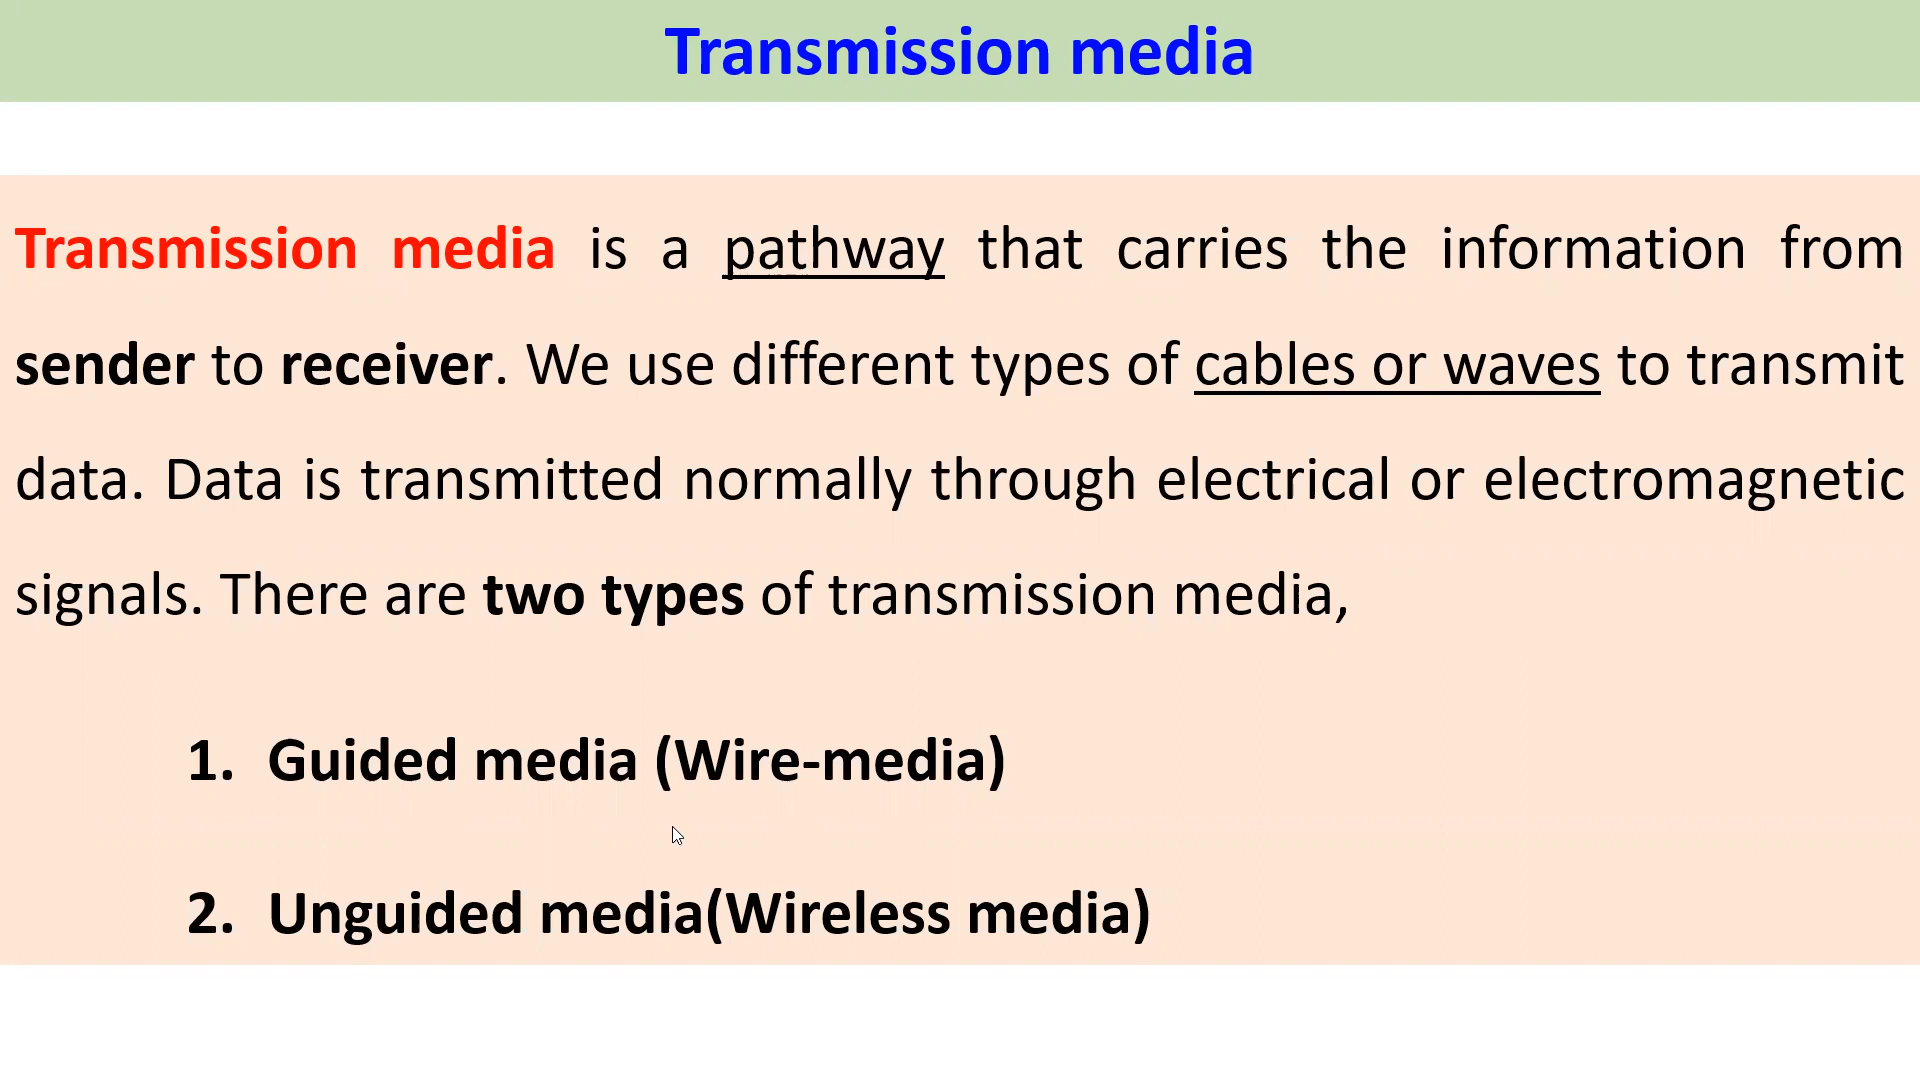 Transmission media
Transmission media is a pathway that carries the information from
sender to receiver. We use different types of cables or waves to transmit
data. Data is transmitted normally through electrical or electromagnetic
signals. There are two types of transmission media,
1. Guided media (Wire-media)
2. Unguided media(Wireless media)